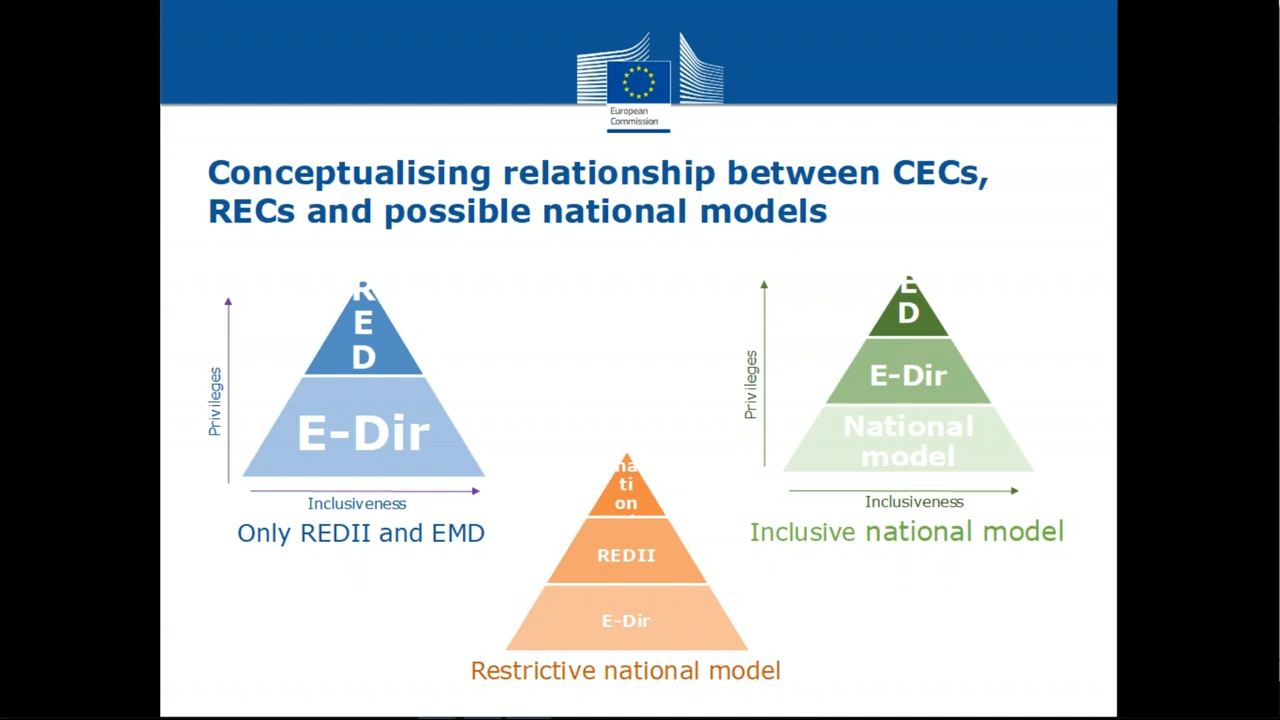 European
Commission
Conceptualising relationship between CECs,
RECs and possible national models
Privileges
R
E
D
E-Dir
Inclusiveness
Only REDII and EMD
nati
on
REDII
E-Dir
Restrictive national model
Privileges
E
D
E-Dir
National
model
Inclusiveness
Inclusive national model